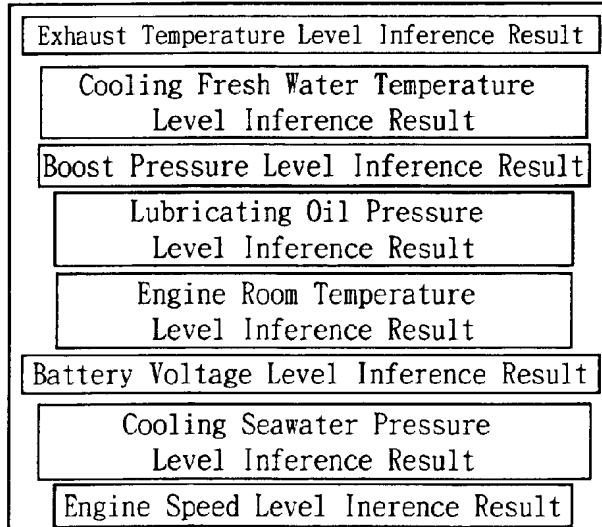 Exhaust Temperature Level Inference Result
Cooling Fresh Water Temperature
Level Inference Result
Boost Pressure Level Inference Result
Lubricating Oil Pressure
Level Inference Result
Engine Room Temperature
Level Inference Result
Battery Voltage Level Inference Result
Cooling Seawater Pressure
Level Inference Result
Engine Speed Level Inerence Result